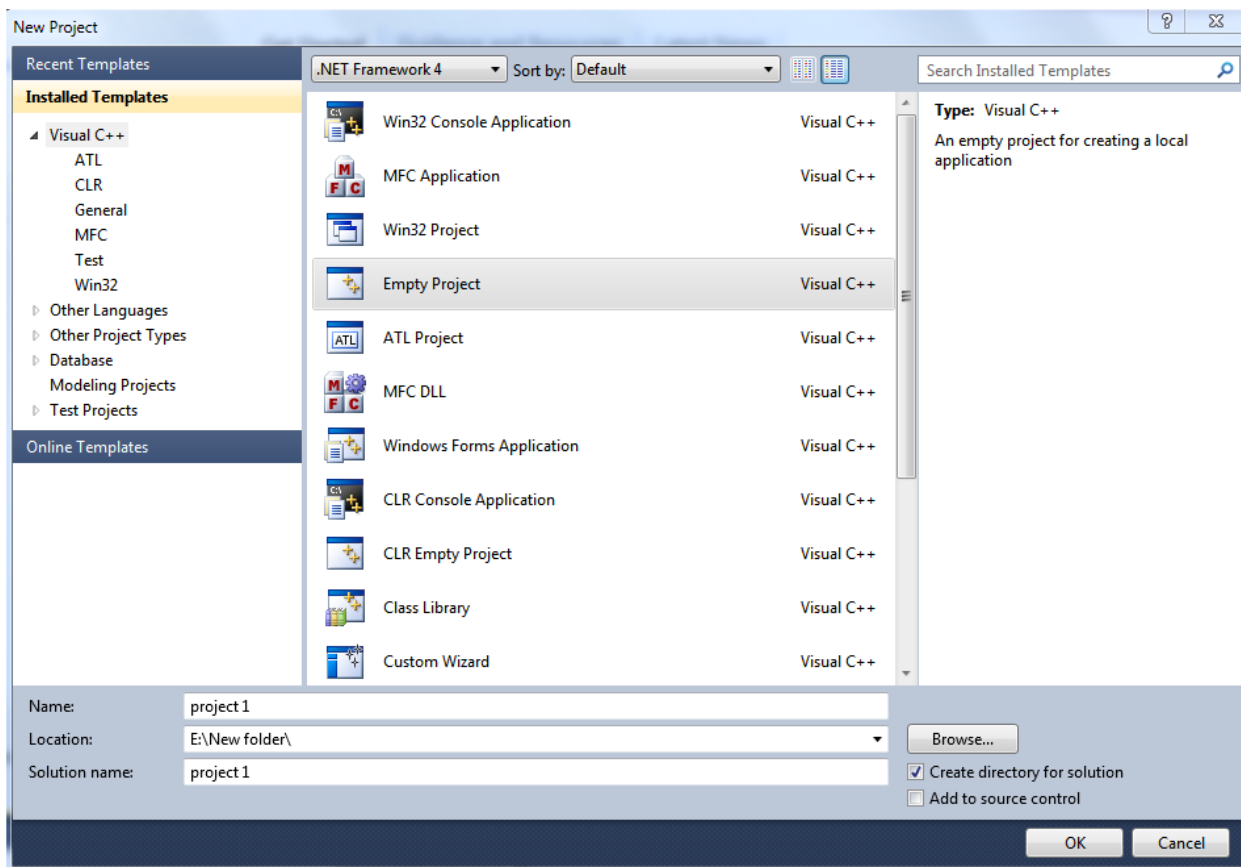 New Project
Recent Templates
Installed Templates
Visual C++
ATL
CLR
General
MFC
Test
Win32
Other Languages
Other Project Types
Database
Modeling Projects
Test Projects
Online Templates
.NET Framework 4 Sort by: Default
Win32 Console Application Visual C++
MFC Application Visual C++
Win32 Project Visual C++
Empty Project Visual C++
ATL Project Visual C++
MFC DLL Visual C++
Windows Forms Application Visual C++
CLR Console Application Visual C++
CLR Empty Project Visual C++
Class Library Visual C++
Custom Wizard Visual C++
Search Installed Templates
Type: Visual C++
An empty project for creating a local
application
Name: project 1
Location: E:\New folder\
Browse...
Solution name: project 1
Create directory for solution
Add to source control
OK Cancel